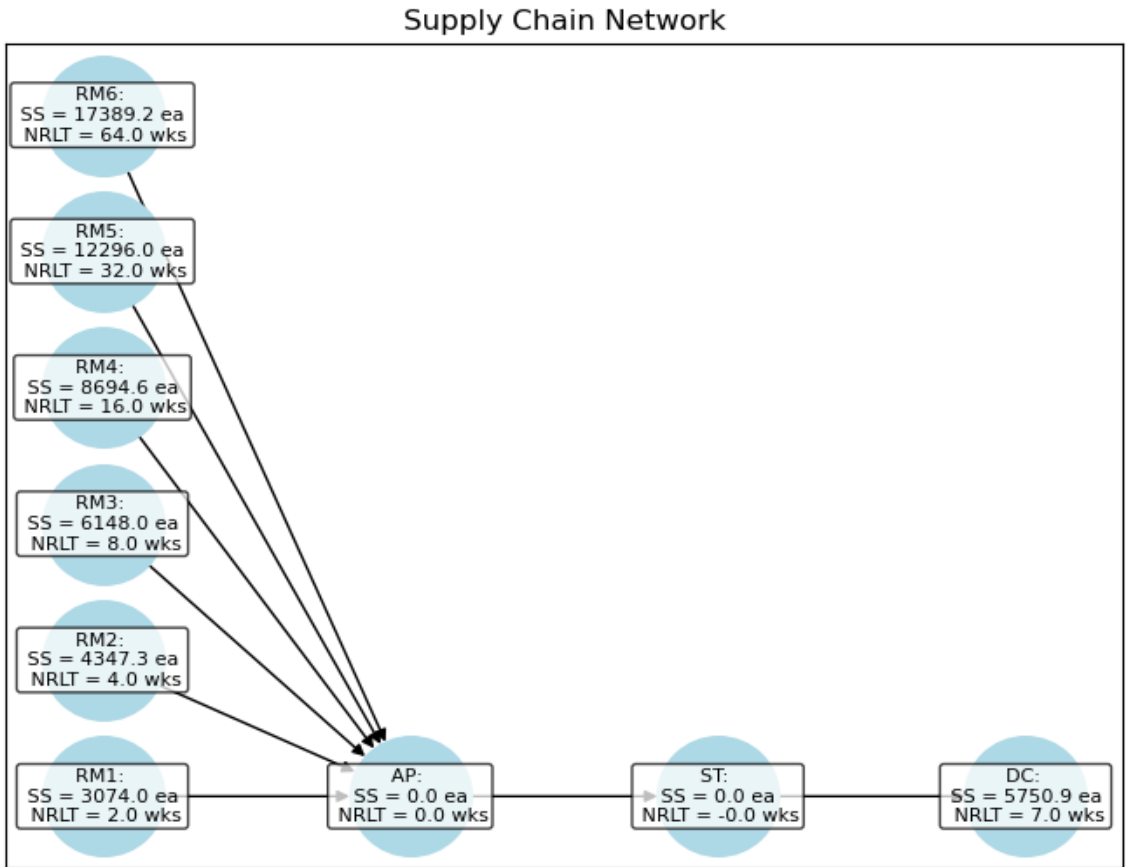 Supply Chain Network
RM6:
SS = 17389.2 ea
NRLT = 64.0 wks
RM5:
SS = 12296.0 ea
NRLT = 32.0 wks
RM4:
SS = 8694.6 ea
NRLT = 16.0 wks
RM3:
SS = 6148.0 ea
NRLT = 8.0 wks
RM2:
SS = 4347.3 ea
NRLT = 4.0 wks
RM1:
SS = 3074.0 ea
NRLT = 2.0 wks
AP:
SS = 0.0 ea
NRLT = 0.0 wks
ST:
SS = 0.0 ea
NRLT = -0.0 wks
DC:
SS = 5750.9 ea
NRLT = 7.0 wks